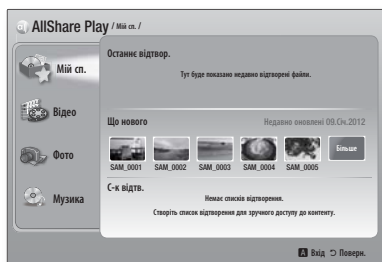 AllShare Play / Мій сп. /
Мій сп.
Відео
Фото
Музика
Останнє відтвор.
Тут буде показано недавно відтворені файли.
Що нового
Недавно оновлені 09.Січ.2012
SAM_0001 SAM_0002 SAM_0003 SAM_0004 SAM_0005 Більше
С-к відтв.
Немає списків відтворення.
Створіть список відтворення для зручного доступу до контенту.
A Вхід Поверн.